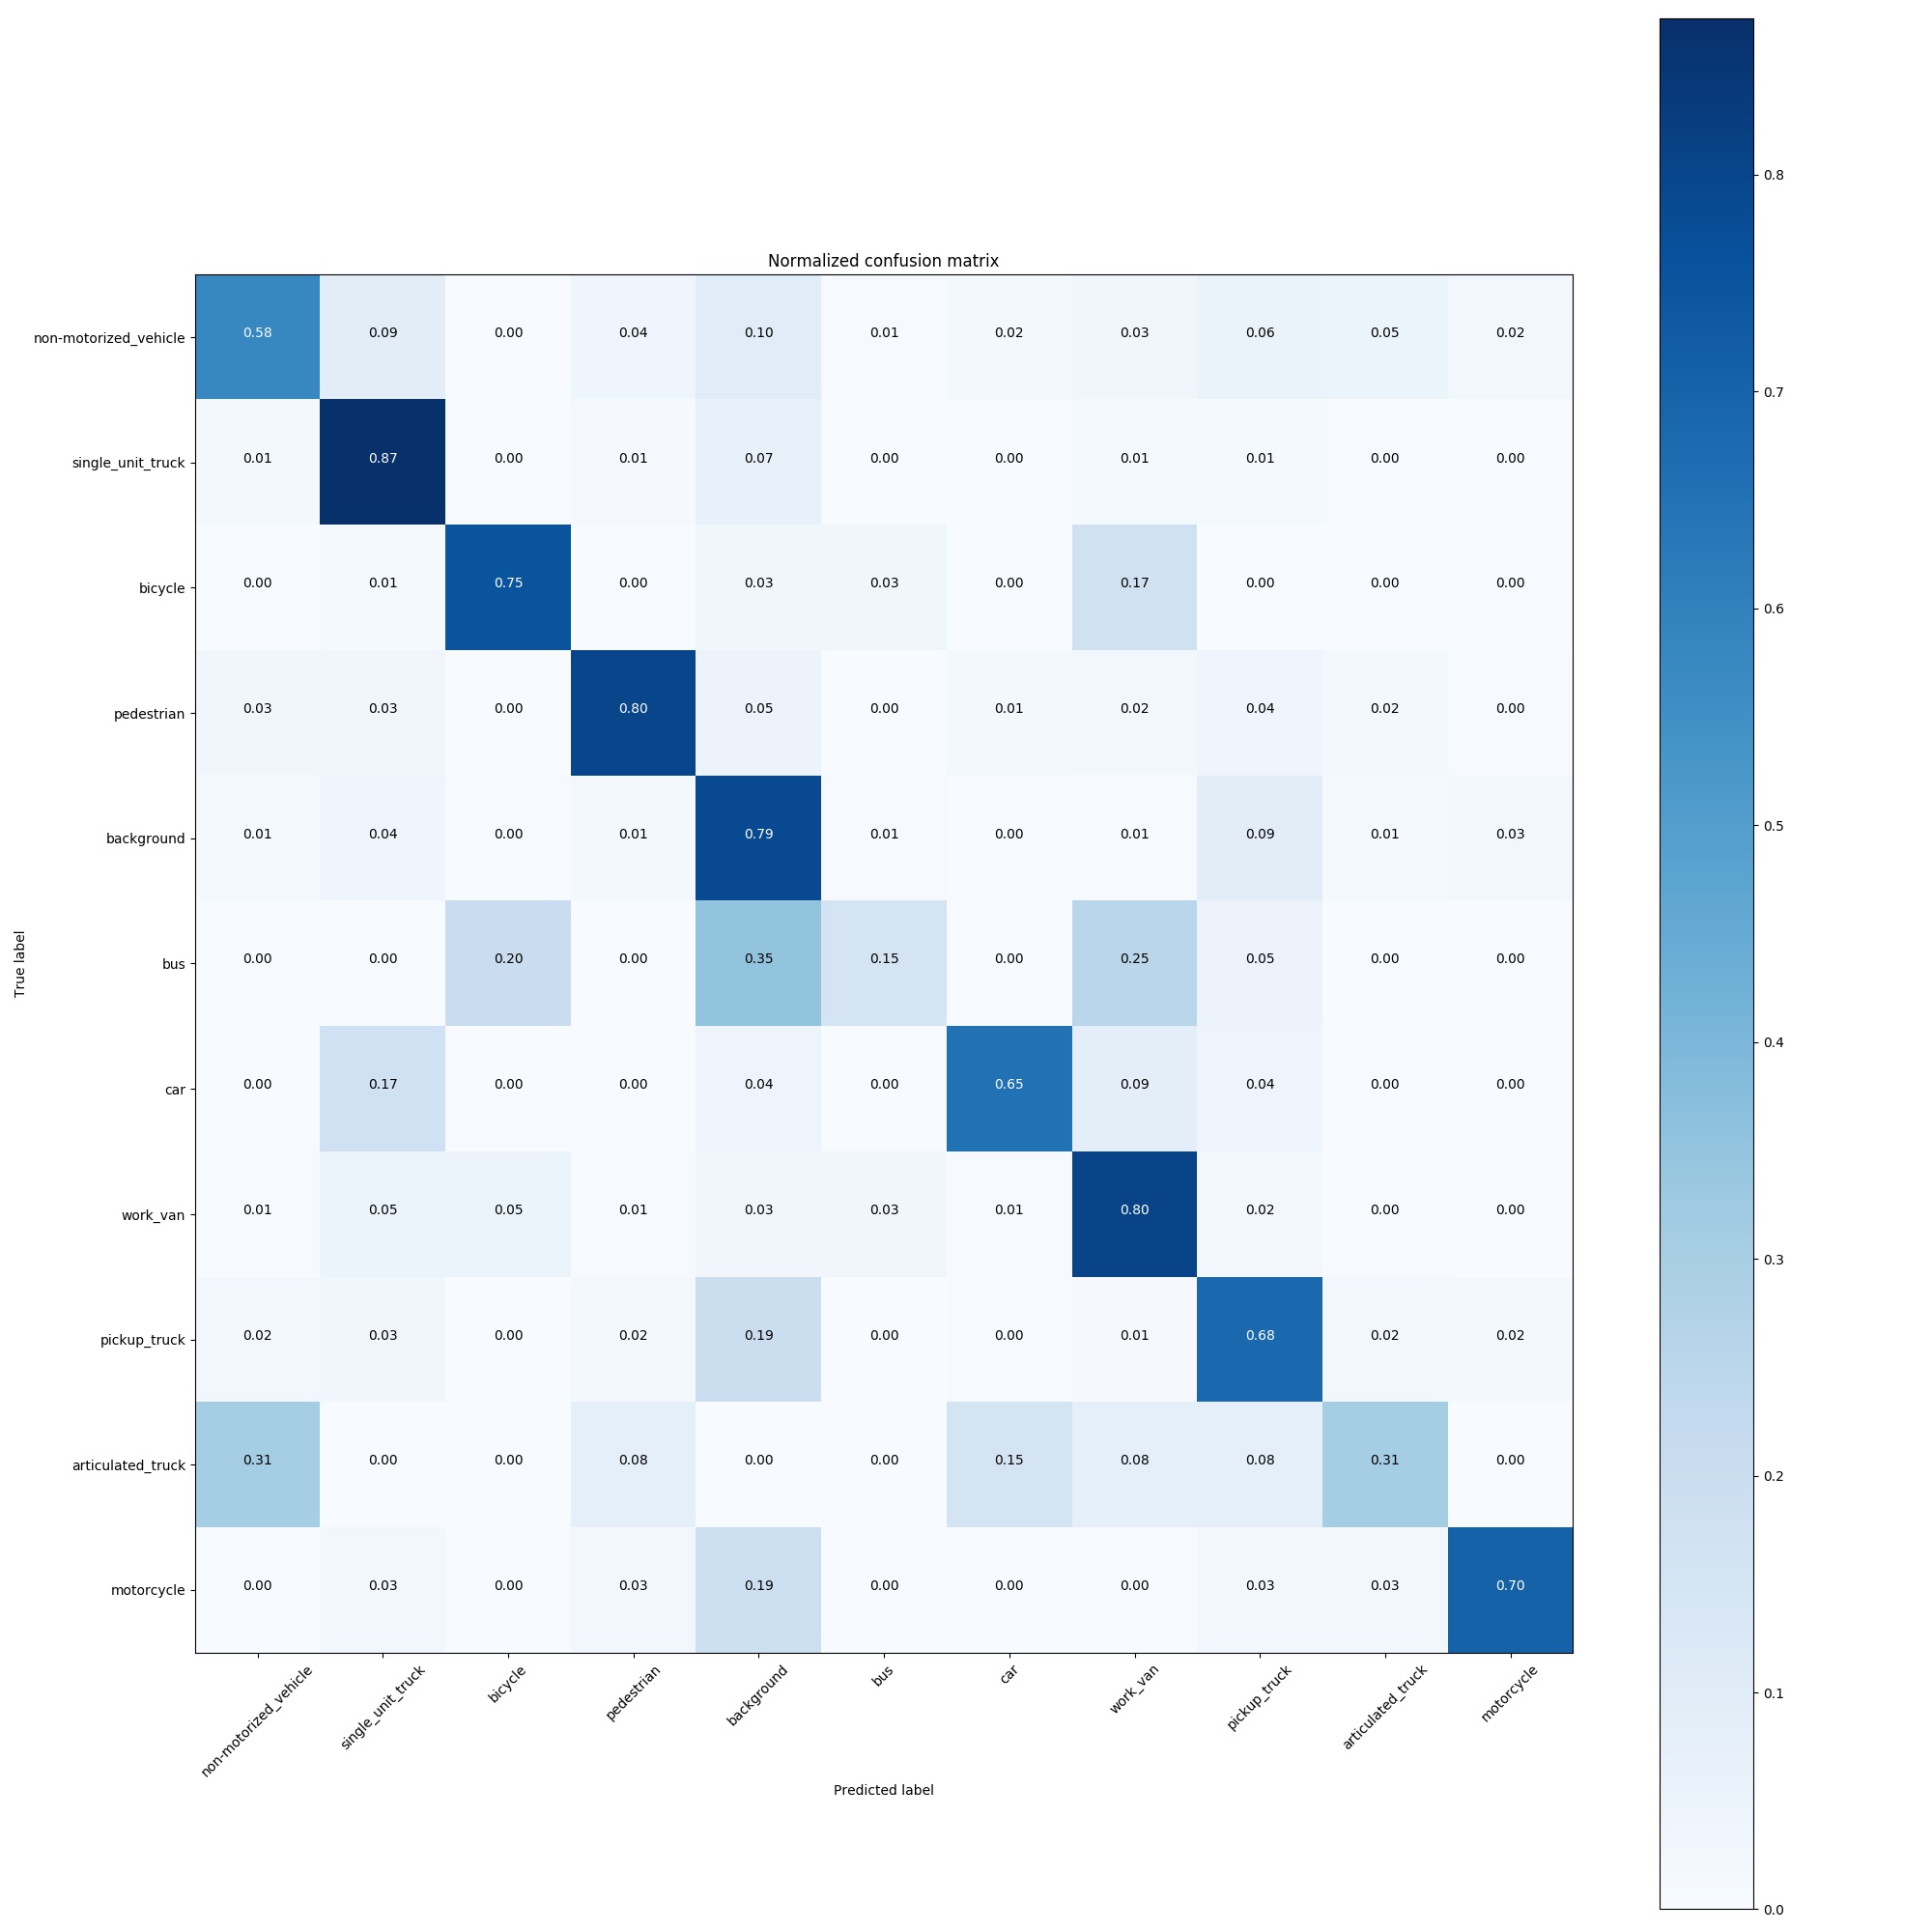 Normalized confusion matrix
non-motorized_vehicle 0.58 0.09 0.00 0.04 0.10 0.01 0.02 0.03 0.06 0.05 0.02
single_unit_truck 0.01 0.87 0.00 0.01 0.07 0.00 0.00 0.01 0.01 0.00 0.00
bicycle 0.00 0.01 0.75 0.00 0.03 0.03 0.00 0.17 0.00 0.00 0.00
pedestrian 0.03 0.03 0.00 0.80 0.05 0.00 0.01 0.02 0.04 0.02 0.00
background 0.01 0.04 0.00 0.01 0.79 0.01 0.00 0.01 0.09 0.01 0.03
bus 0.00 0.00 0.20 0.00 0.35 0.15 0.00 0.25 0.05 0.00 0.00
car 0.00 0.17 0.00 0.00 0.04 0.00 0.65 0.09 0.04 0.00 0.00
work_van 0.01 0.05 0.05 0.01 0.03 0.03 0.01 0.80 0.02 0.00 0.00
pickup_truck 0.02 0.03 0.00 0.02 0.19 0.00 0.00 0.01 0.68 0.02 0.02
articulated_truck 0.31 0.00 0.00 0.08 0.00 0.00 0.15 0.08 0.08 0.31 0.00
motorcycle 0.00 0.03 0.00 0.03 0.19 0.00 0.00 0.00 0.03 0.03 0.70
True label
non-motorized_vehicle single_unit_truck bicycle pedestrian background bus car work_van pickup_truck articulated_truck motorcycle
Predicted label
0.8
0.7
0.6
0.5
0.4
0.3
0.2
0.1
0.0